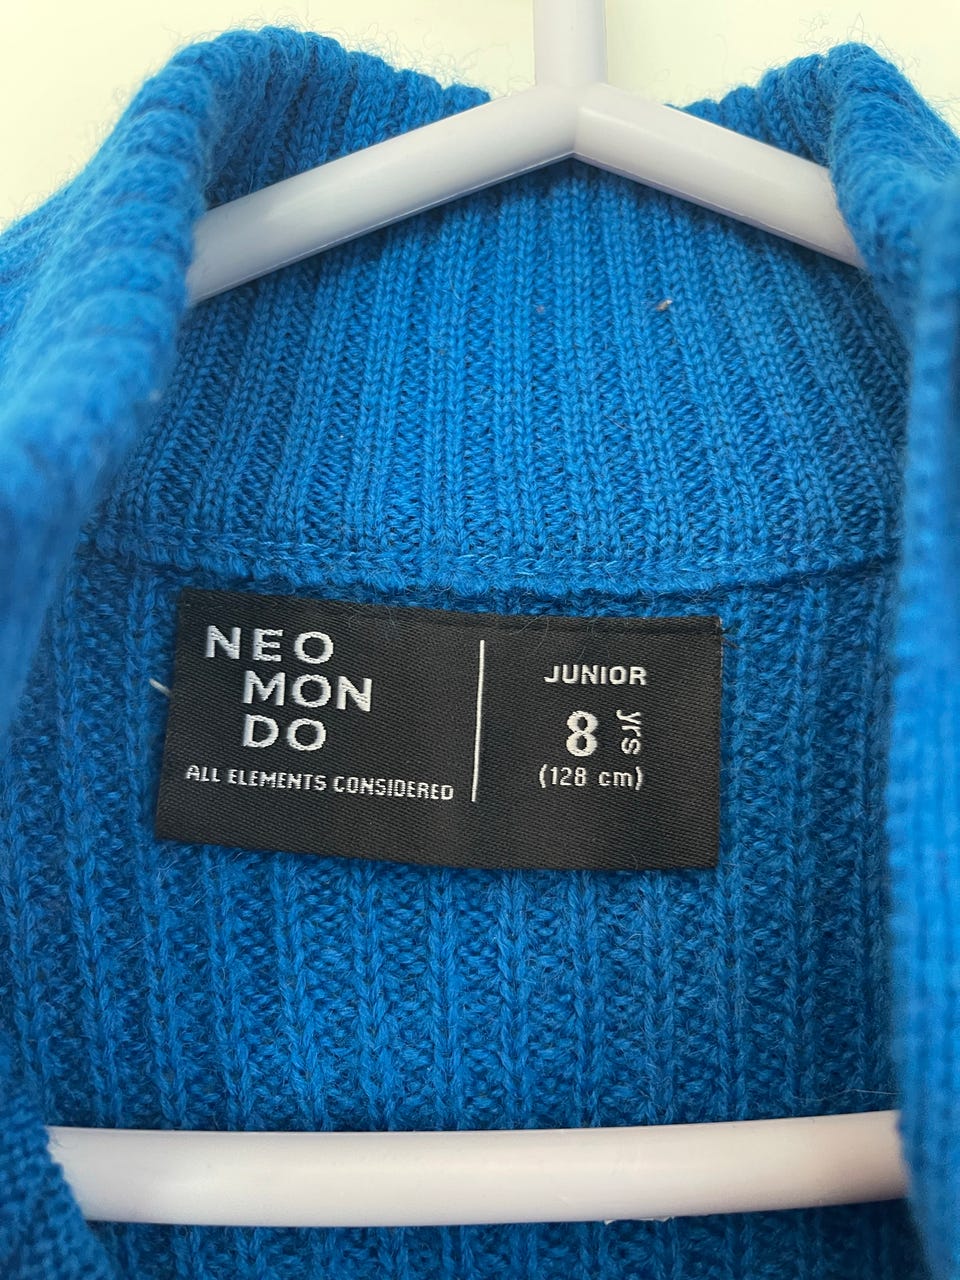 NEO
MON
DO
ALL ELEMENTS CONSIDERED
JUNIOR
8 yrs
(128 cm)